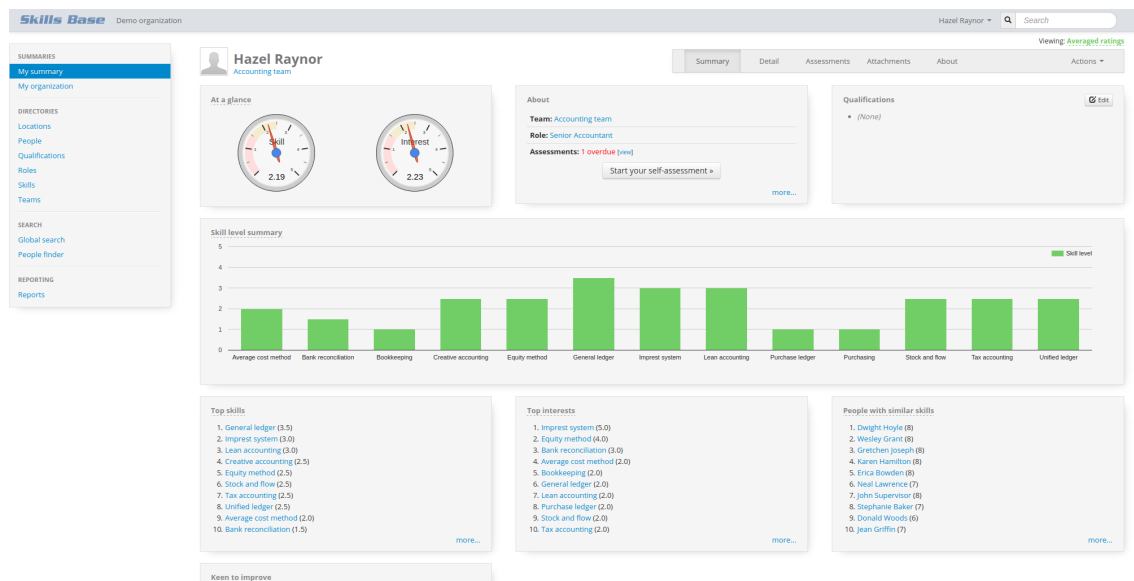 Skills Base Demo organization Hazel Raynor Search
Viewing: Averaged ratings
SUMMARIES
My summary
My organization
DIRECTORIES
Locations
People
Qualifications
Roles
Skills
Teams
SEARCH
Global search
People finder
REPORTING
Reports
Hazel Raynor
Accounting team
Summary Detail Assessments Attachments About Actions
At a glance
Skill
2.19
Interest
2.23
About
Team: Accounting team
Role: Senior Accountant
Assessments: 1 overdue [view]
Start your self-assessment »
more...
Qualifications
Edit
• (None)
Skill level summary
Skill level
5
4
3
2
1
0
Average cost method Bank reconciliation Bookkeeping Creative accounting Equity method General ledger Imprest system Lean accounting Purchase ledger Purchasing Stock and flow Tax accounting Unified ledger
Top skills
1. General ledger (3.5)
2. Imprest system (3.0)
3. Lean accounting (3.0)
4. Creative accounting (2.5)
5. Equity method (2.5)
6. Stock and flow (2.5)
7. Tax accounting (2.5)
8. Unified ledger (2.5)
9. Average cost method (2.0)
10. Bank reconciliation (1.5)
more...
Top interests
1. Imprest system (5.0)
2. Equity method (4.0)
3. Bank reconciliation (3.0)
4. Average cost method (2.0)
5. Bookkeeping (2.0)
6. General ledger (2.0)
7. Lean accounting (2.0)
8. Purchase ledger (2.0)
9. Stock and flow (2.0)
10. Tax accounting (2.0)
more...
People with similar skills
1. Dwight Hoyle (8)
2. Wesley Grant (8)
3. Gretchen Joseph (8)
4. Karen Hamilton (8)
5. Erica Bowden (8)
6. Neal Lawrence (7)
7. John Supervisor (8)
8. Stephanie Baker (7)
9. Donald Woods (6)
10. Jean Griffin (7)
more...
Keen to improve